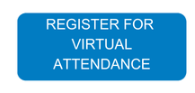 REGISTER FOR
VIRTUAL
ATTENDANCE